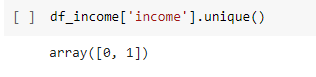 [ ] df_income['income'].unique()
array([0, 1])